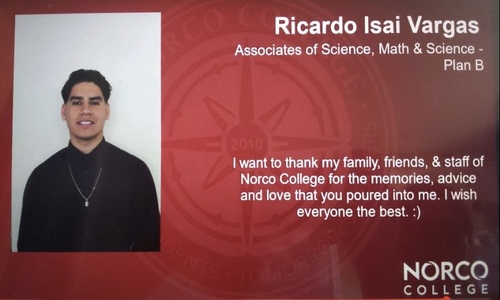 Ricardo Isai Vargas
Associates of Science, Math & Science -
Plan B
I want to thank my family, friends, & staff of
Norco College for the memories, advice
and love that you poured into me. I wish
everyone the best. :)
2010
NORCO
COLLEGE